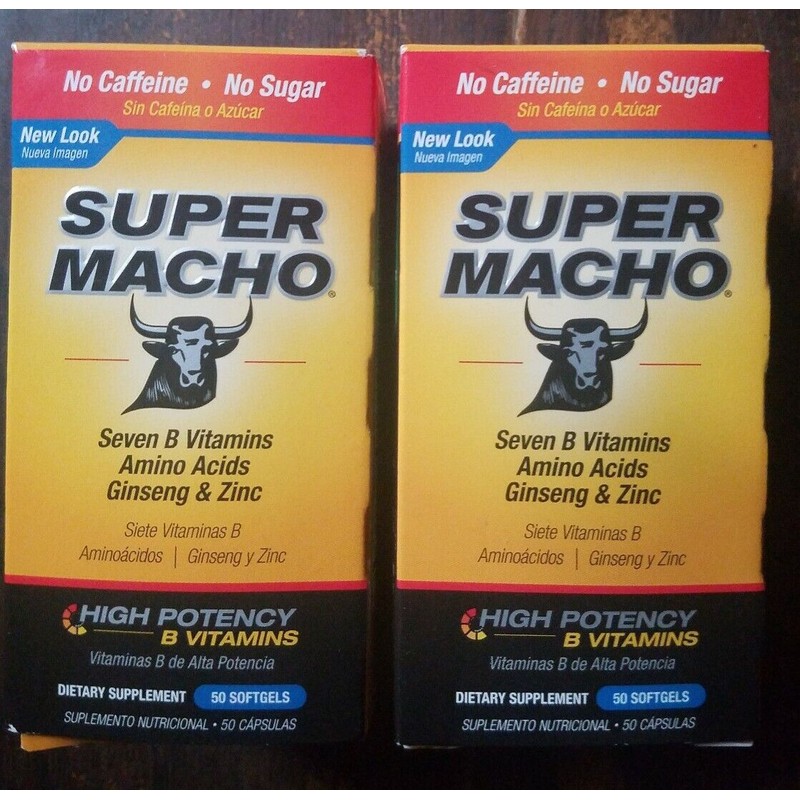 No Caffeine • No Sugar
Sin Cafeína o Azúcar
New Look
Nueva Imagen
SUPER
MACHO®
Seven B Vitamins
Amino Acids
Ginseng & Zinc
Siete Vitaminas B
Aminoácidos | Ginseng y Zinc
HIGH POTENCY
B VITAMINS
Vitaminas B de Alta Potencia
DIETARY SUPPLEMENT 50 SOFTGELS
SUPLEMENTO NUTRICIONAL • 50 CÁPSULAS
No Caffeine • No Sugar
Sin Cafeína o Azúcar
New Look
Nueva Imagen
SUPER
MACHO®
Seven B Vitamins
Amino Acids
Ginseng & Zinc
Siete Vitaminas B
Aminoácidos | Ginseng y Zinc
HIGH POTENCY
B VITAMINS
Vitaminas B de Alta Potencia
DIETARY SUPPLEMENT 50 SOFTGELS
SUPLEMENTO NUTRICIONAL • 50 CÁPSULAS